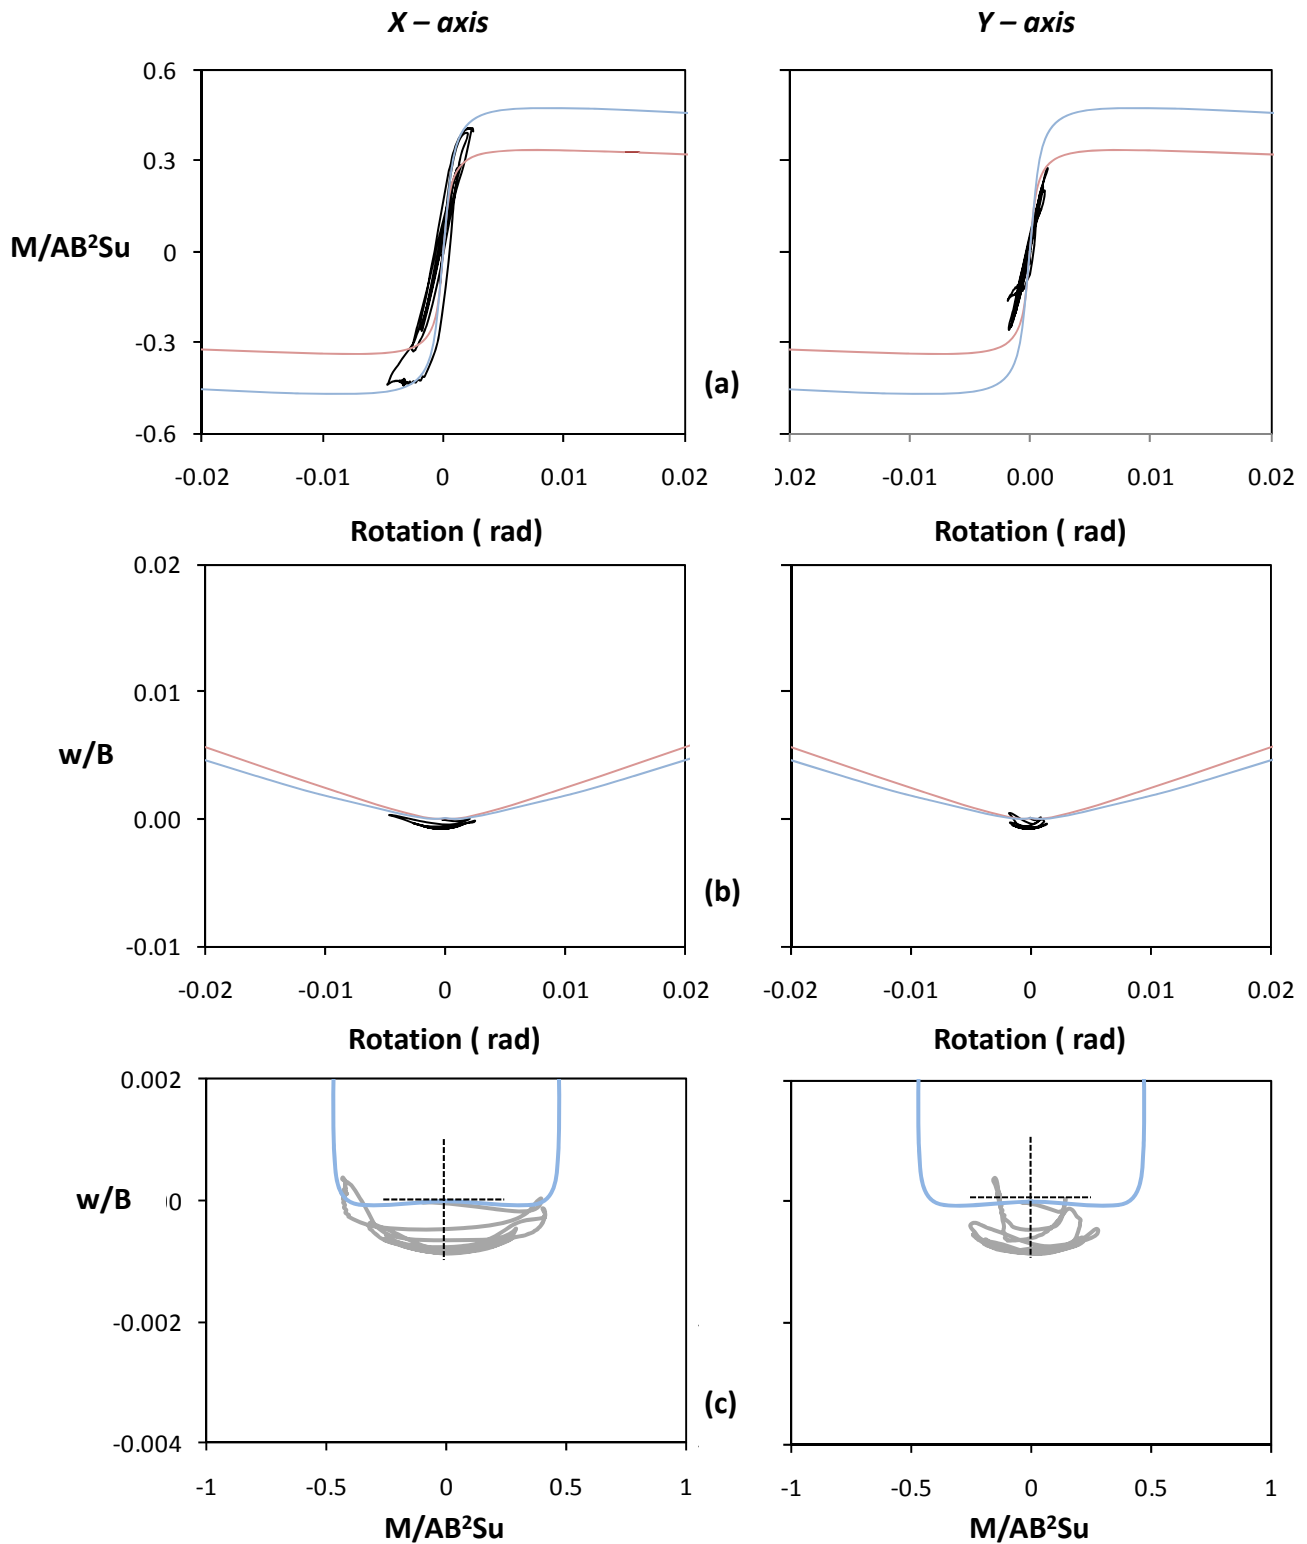 X – axis Y – axis
0.6
0.3
M/AB²Su 0
-0.3
(a)
-0.6
-0.02 -0.01 0 0.01 0.02 0.02 -0.01 0.00 0.01 0.02
Rotation ( rad) Rotation ( rad)
0.02
0.01
w/B
0.00
(b)
-0.01
-0.02 -0.01 0 0.01 0.02 -0.02 -0.01 0 0.01 0.02
Rotation ( rad) Rotation ( rad)
0.002
w/B 0
-0.002
(c)
-0.004
-1 -0.5 0 0.5 1 -1 -0.5 0 0.5 1
M/AB²Su M/AB²Su